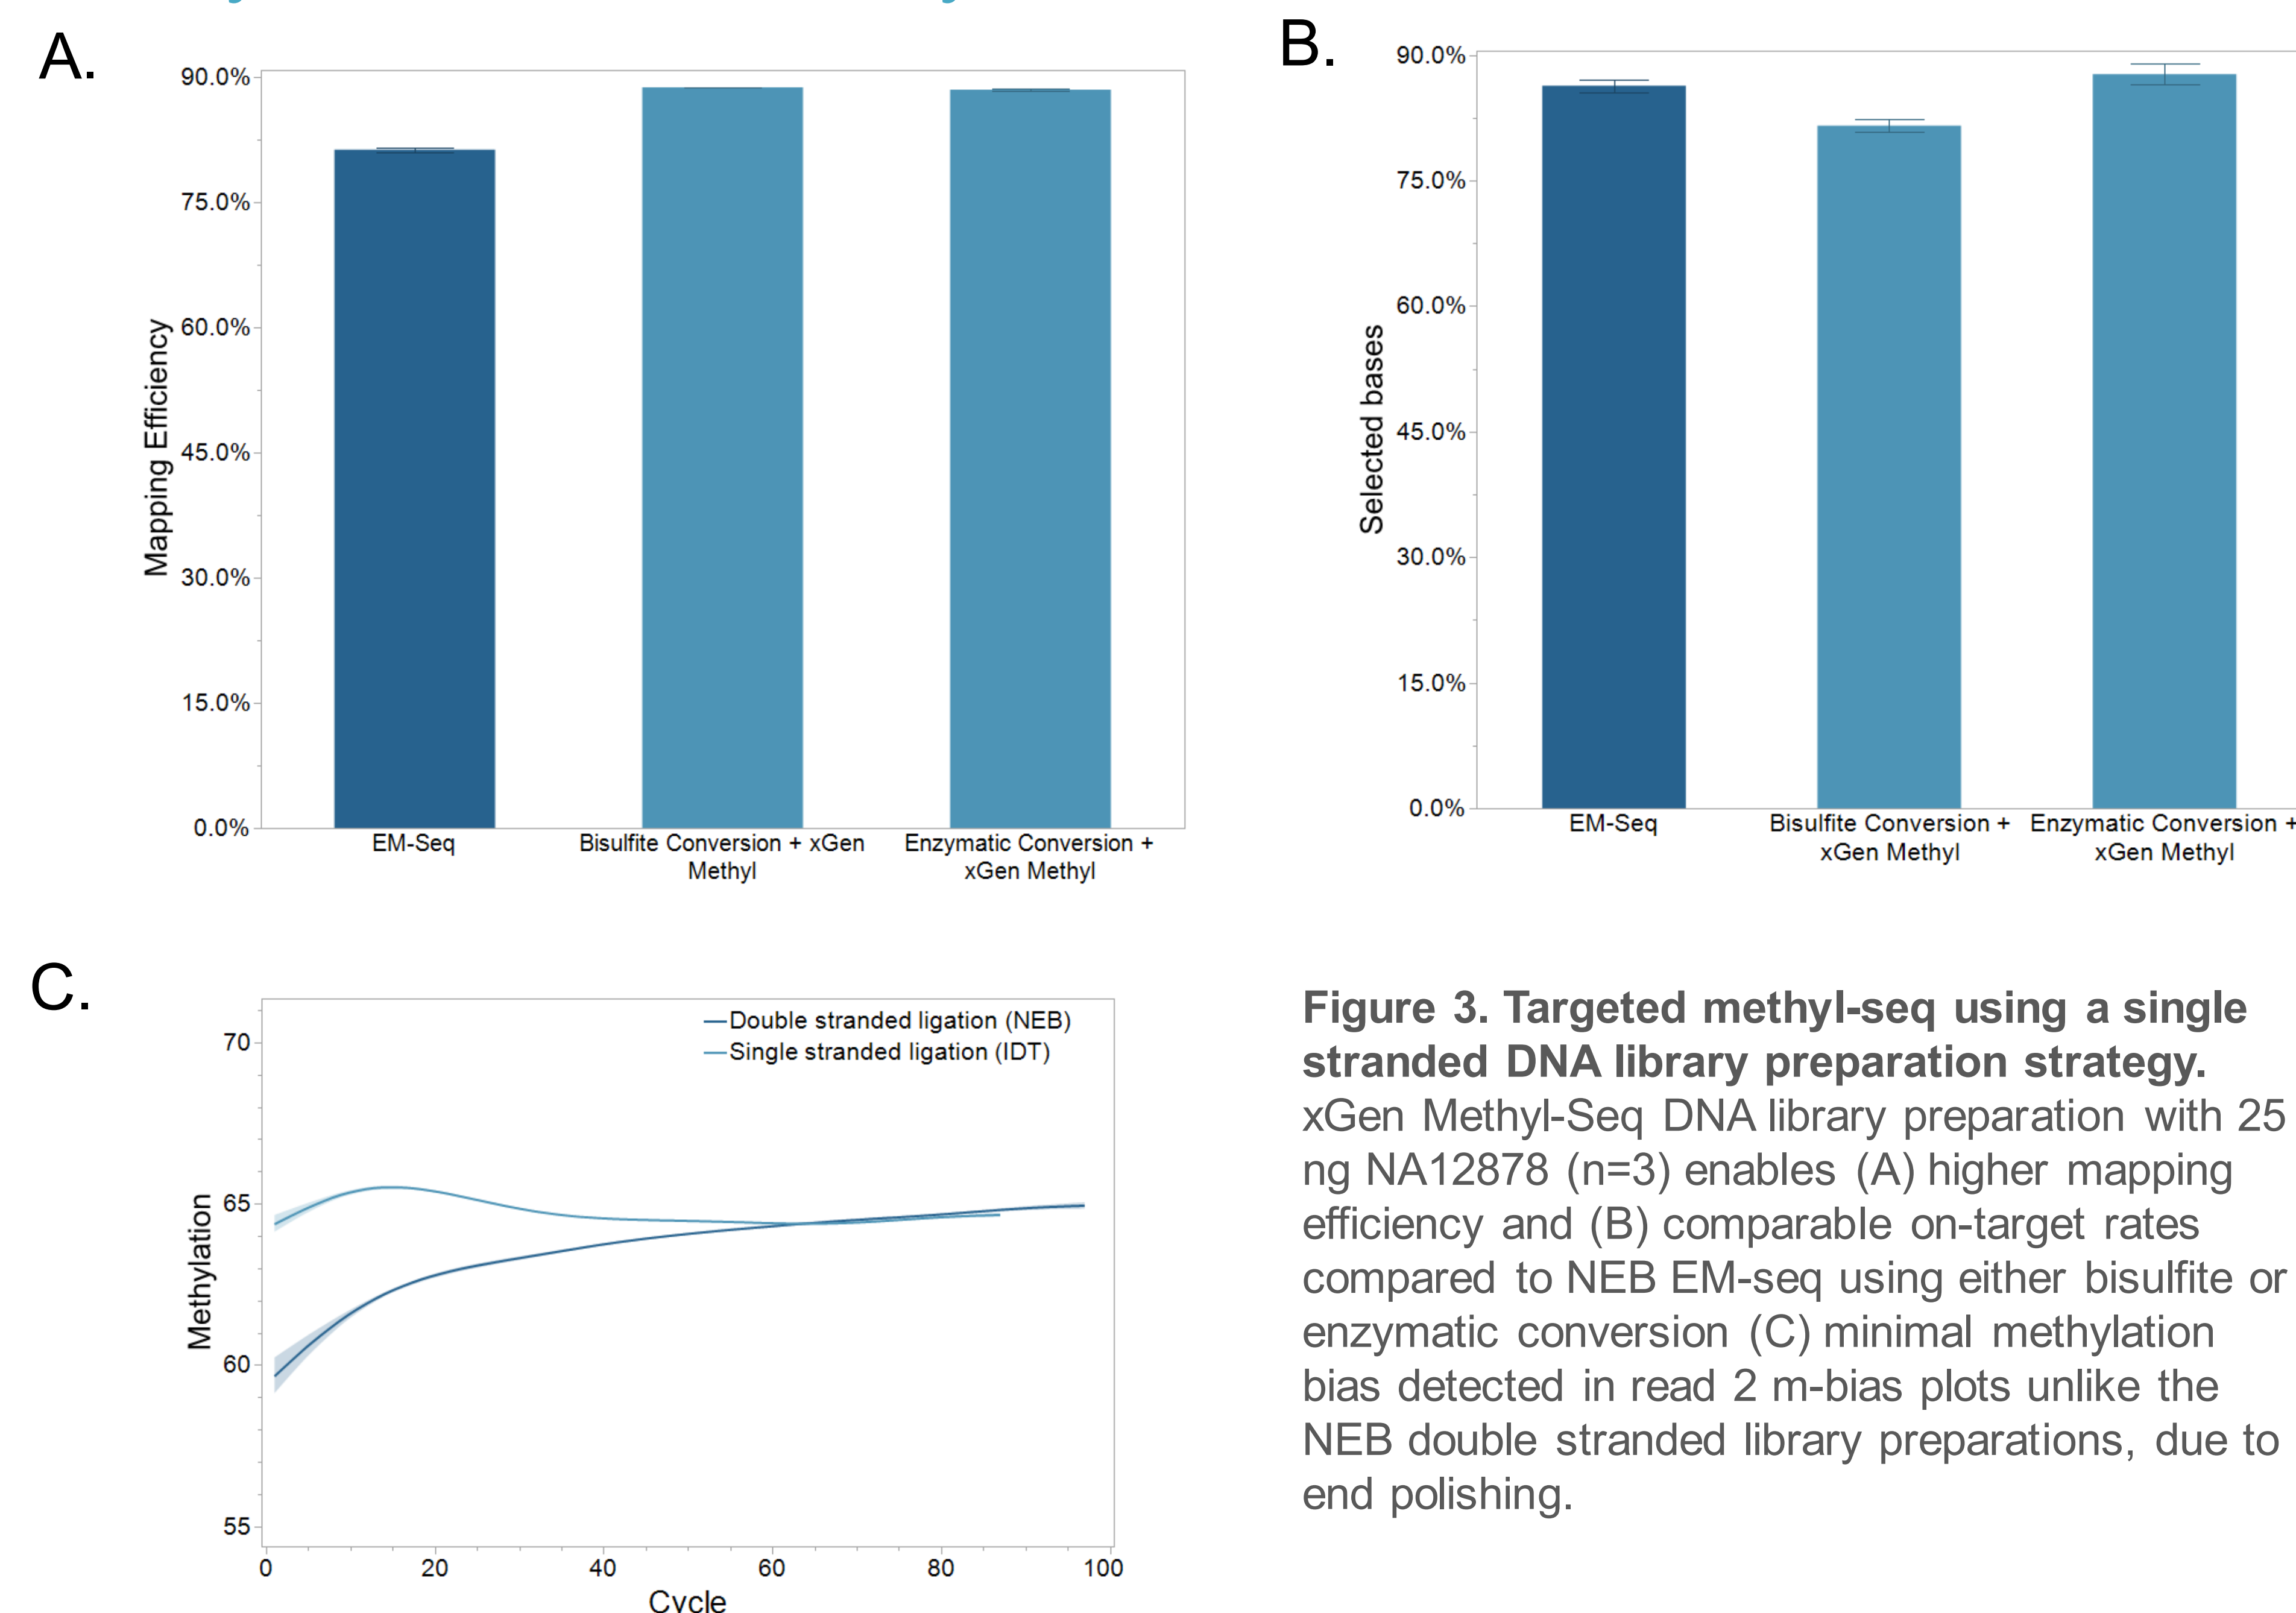 A.
90.0%
75.0%
60.0%
45.0%
30.0%
15.0%
0.0%
Mapping Efficiency
EM-Seq
Bisulfite Conversion + xGen
Methyl
Enzymatic Conversion +
xGen Methyl
B.
90.0%
75.0%
60.0%
45.0%
30.0%
15.0%
0.0%
Selected bases
EM-Seq
Bisulfite Conversion +
xGen Methyl
Enzymatic Conversion +
xGen Methyl
C.
Double stranded ligation (NEB)
Single stranded ligation (IDT)
70
65
60
55
Methylation
0 20 40 60 80 100
Cycle
Figure 3. Targeted methyl-seq using a single
stranded DNA library preparation strategy.
xGen Methyl-Seq DNA library preparation with 25
ng NA12878 (n=3) enables (A) higher mapping
efficiency and (B) comparable on-target rates
compared to NEB EM-seq using either bisulfite or
enzymatic conversion (C) minimal methylation
bias detected in read 2 m-bias plots unlike the
NEB double stranded library preparations, due to
end polishing.